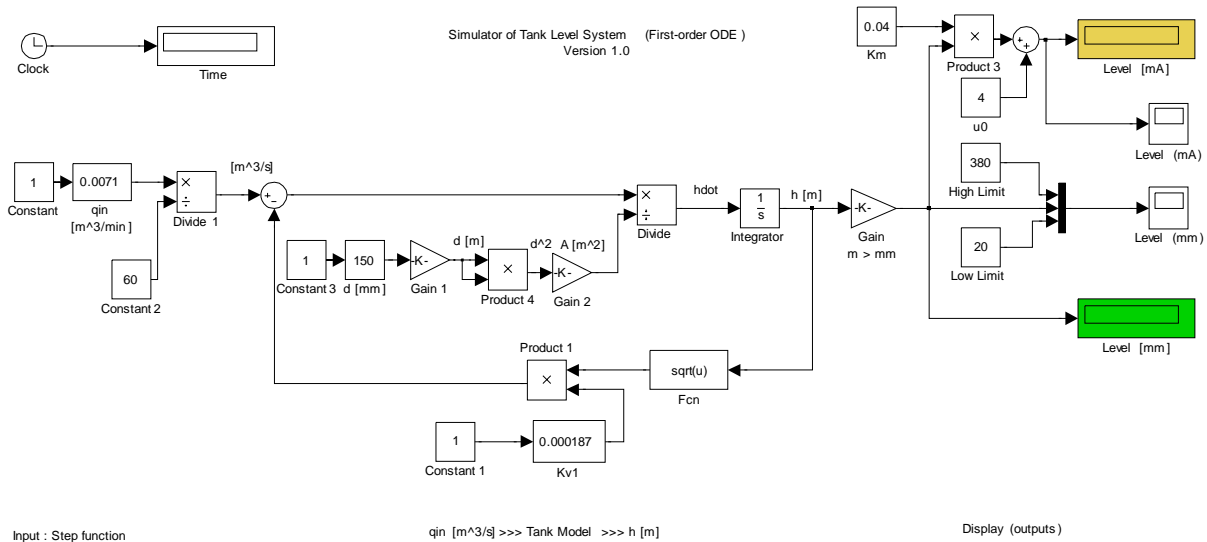 Simulator of Tank Level System (First-order ODE )
Version 1.0
Clock
Time
0.04
Km
×
Product 3
+
+
4
u0
Level [mA]
Level (mA)
1
Constant
0.0071
qin
[m^3/min]
×
÷
Divide 1
[m^3/s]
60
Constant 2
+
−
1
Constant 3
150
d [mm]
-K-
Gain 1
d [m]
×
Product 4
d^2
-K-
Gain 2
A [m^2]
×
÷
Divide
hdot
1
s
Integrator
h [m]
-K-
Gain
m > mm
380
High Limit
20
Low Limit
Level (mm)
Level [mm]
Product 1
×
sqrt(u)
Fcn
1
Constant 1
0.000187
Kv1
Input : Step function
qin [m^3/s] >>> Tank Model >>> h [m]
Display (outputs)